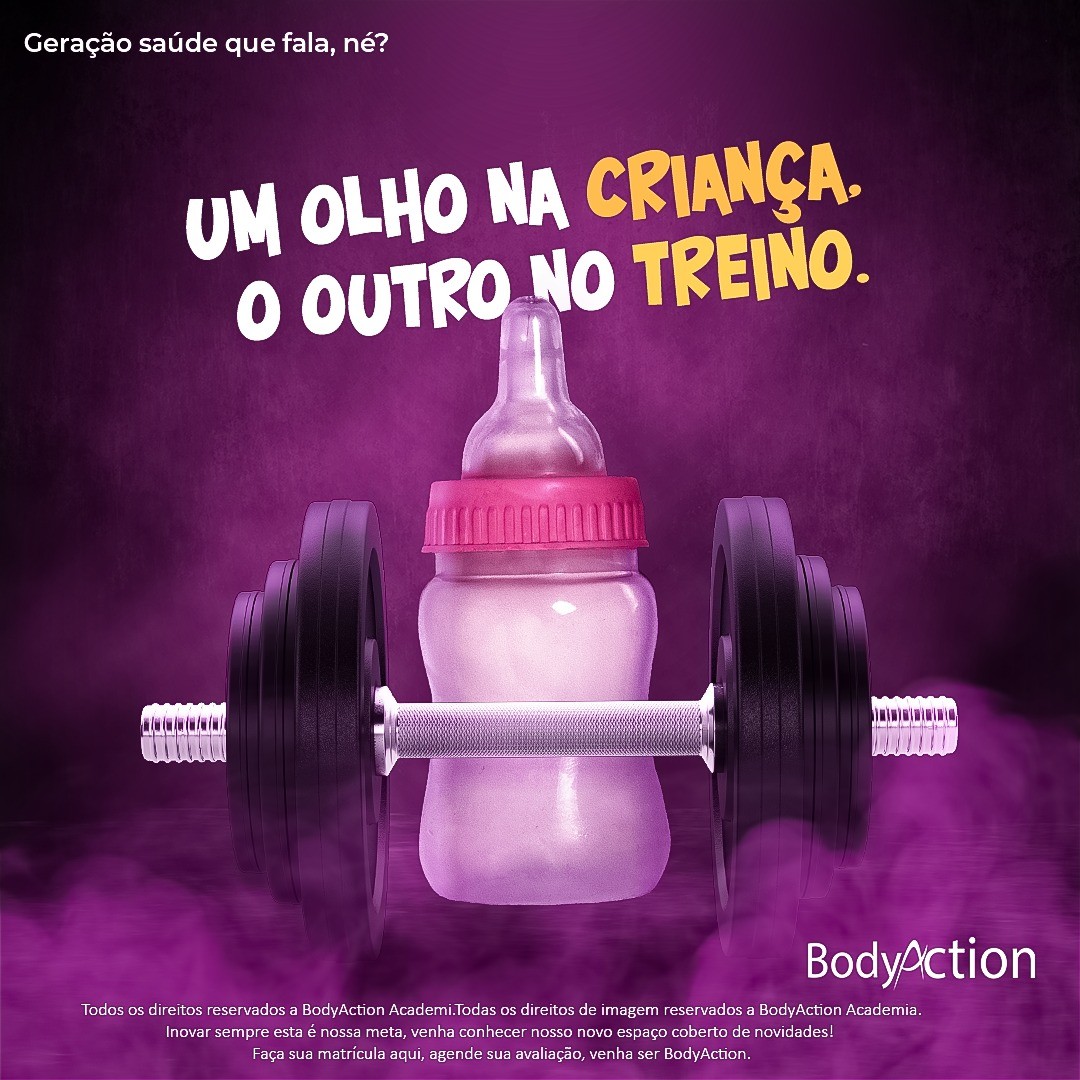 Geração saúde que fala, né?
UM OLHO NA CRIANÇA.
O OUTRO NO TREINO.
BodyAction
Todos os direitos reservados a BodyAction Academi.Todas os direitos de imagem reservados a BodyAction Academia.
Inovar sempre esta é nossa meta, venha conhecer nosso novo espaço coberto de novidades!
Faça sua matrícula aqui, agende sua avaliação, venha ser BodyAction.